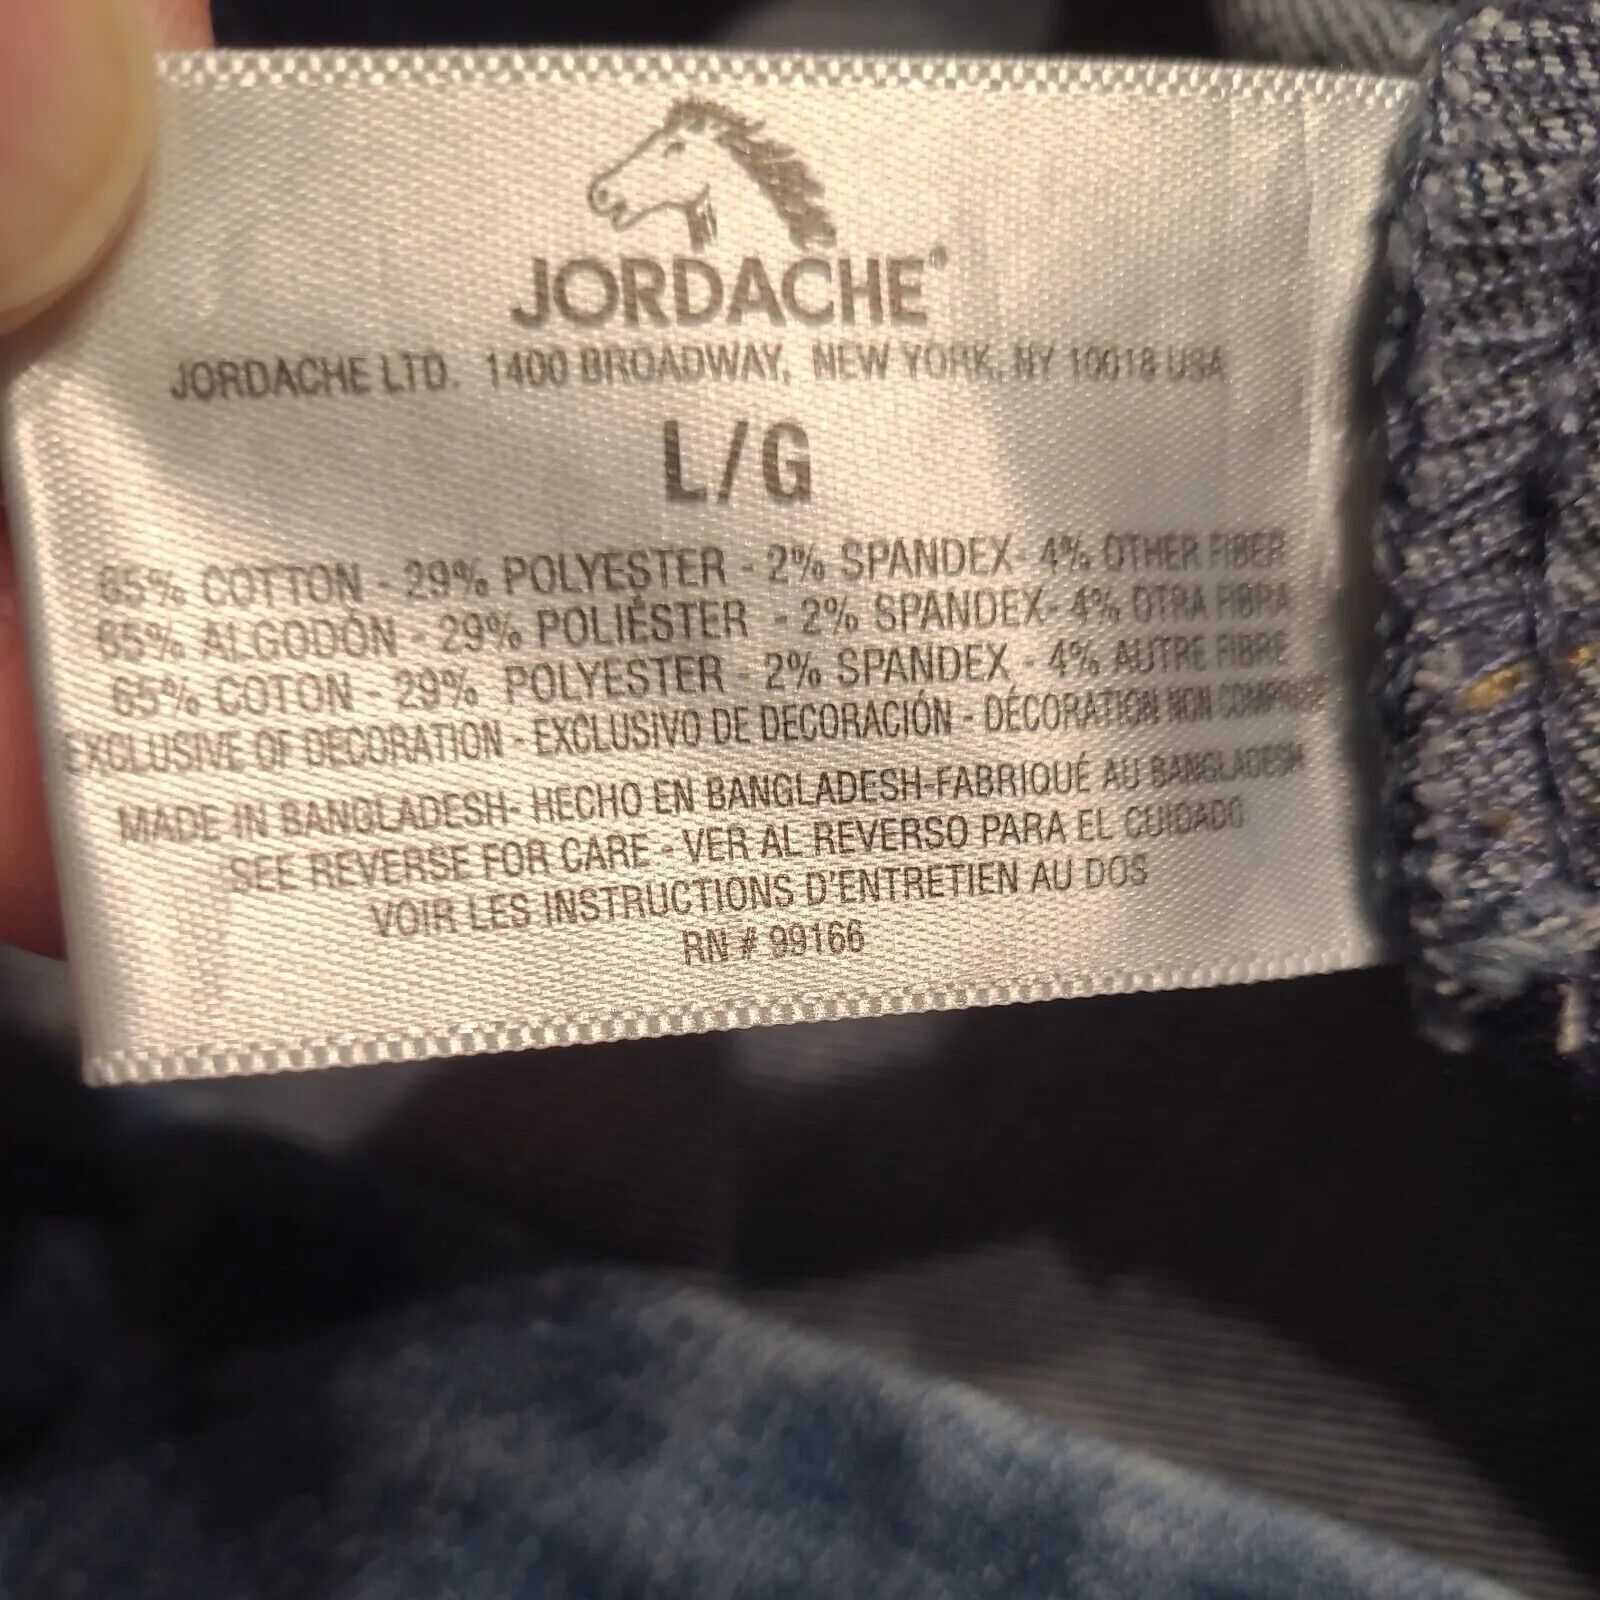 JORDACHE®
JORDACHE LTD. 1400 BROADWAY, NEW YORK, NY 10018 USA
L/G
65% COTTON - 29% POLYESTER - 2% SPANDEX- 4% OTHER FIBER
65% ALGODÓN - 29% POLIÉSTER - 2% SPANDEX- 4% OTRA FIBRA
65% COTON - 29% POLYESTER - 2% SPANDEX - 4% AUTRE FIBRE
EXCLUSIVE OF DECORATION - EXCLUSIVO DE DECORACIÓN - DÉCORATION NON COMPRISE
MADE IN BANGLADESH- HECHO EN BANGLADESH-FABRIQUÉ AU BANGLADESH
SEE REVERSE FOR CARE - VER AL REVERSO PARA EL CUIDADO
VOIR LES INSTRUCTIONS D'ENTRETIEN AU DOS
RN # 99166